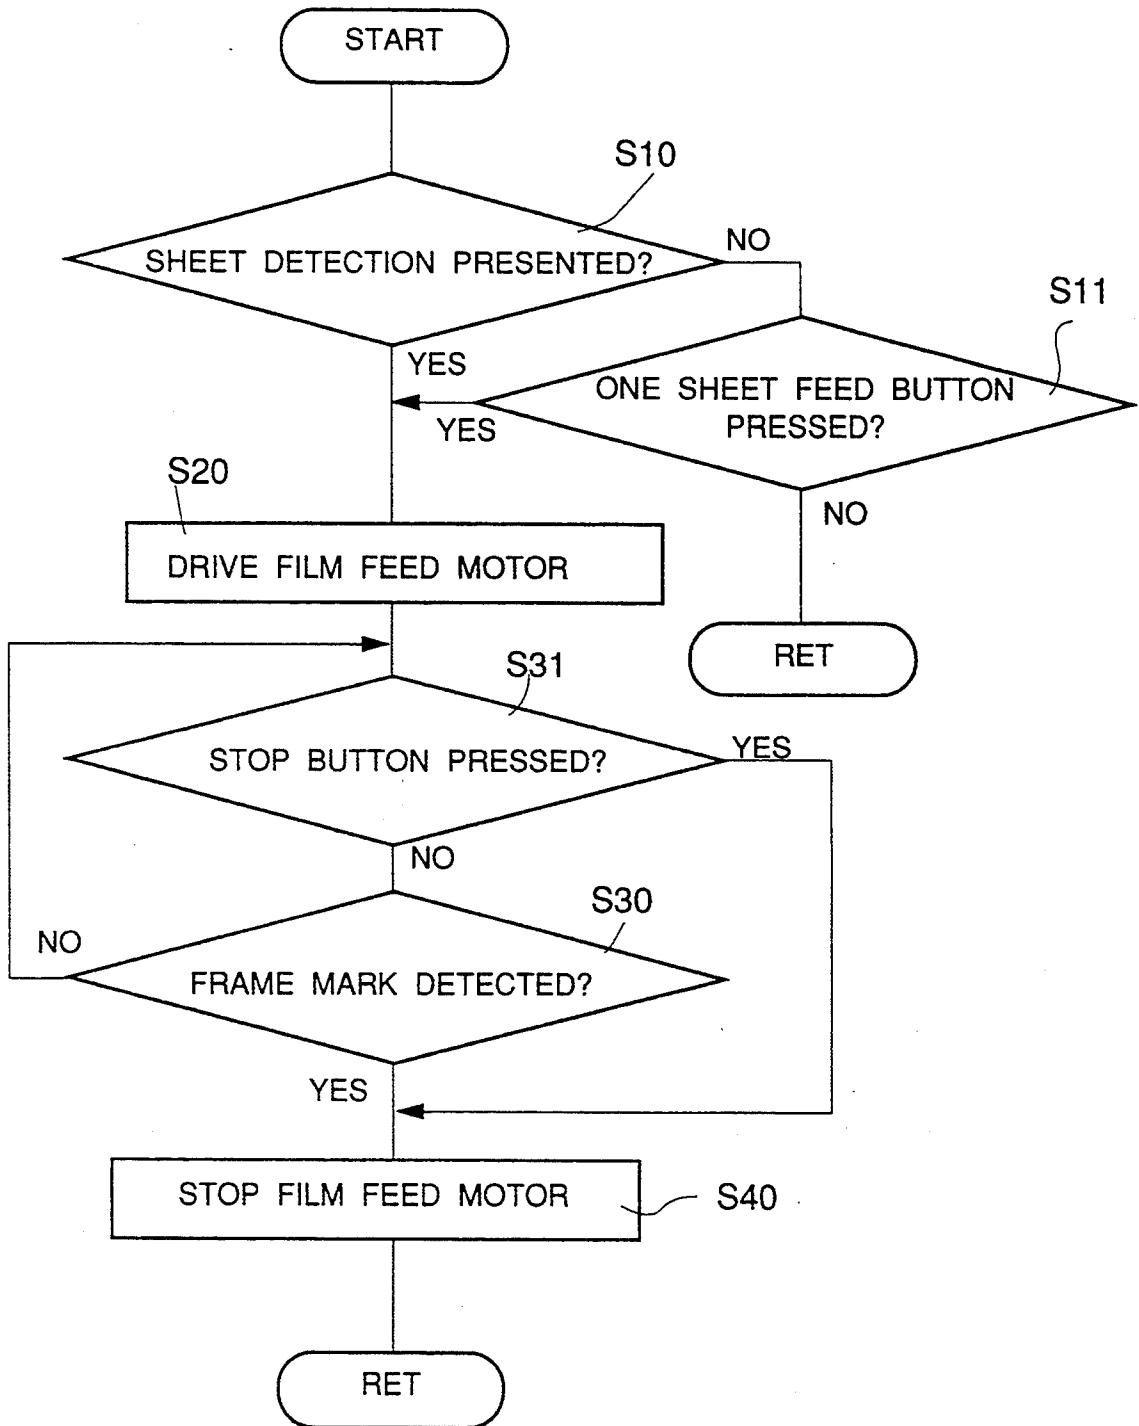 START
S10
SHEET DETECTION PRESENTED?
NO
S11
YES
ONE SHEET FEED BUTTON
PRESSED?
YES
NO
S20
DRIVE FILM FEED MOTOR
RET
S31
STOP BUTTON PRESSED?
YES
NO
S30
NO
FRAME MARK DETECTED?
YES
STOP FILM FEED MOTOR
S40
RET